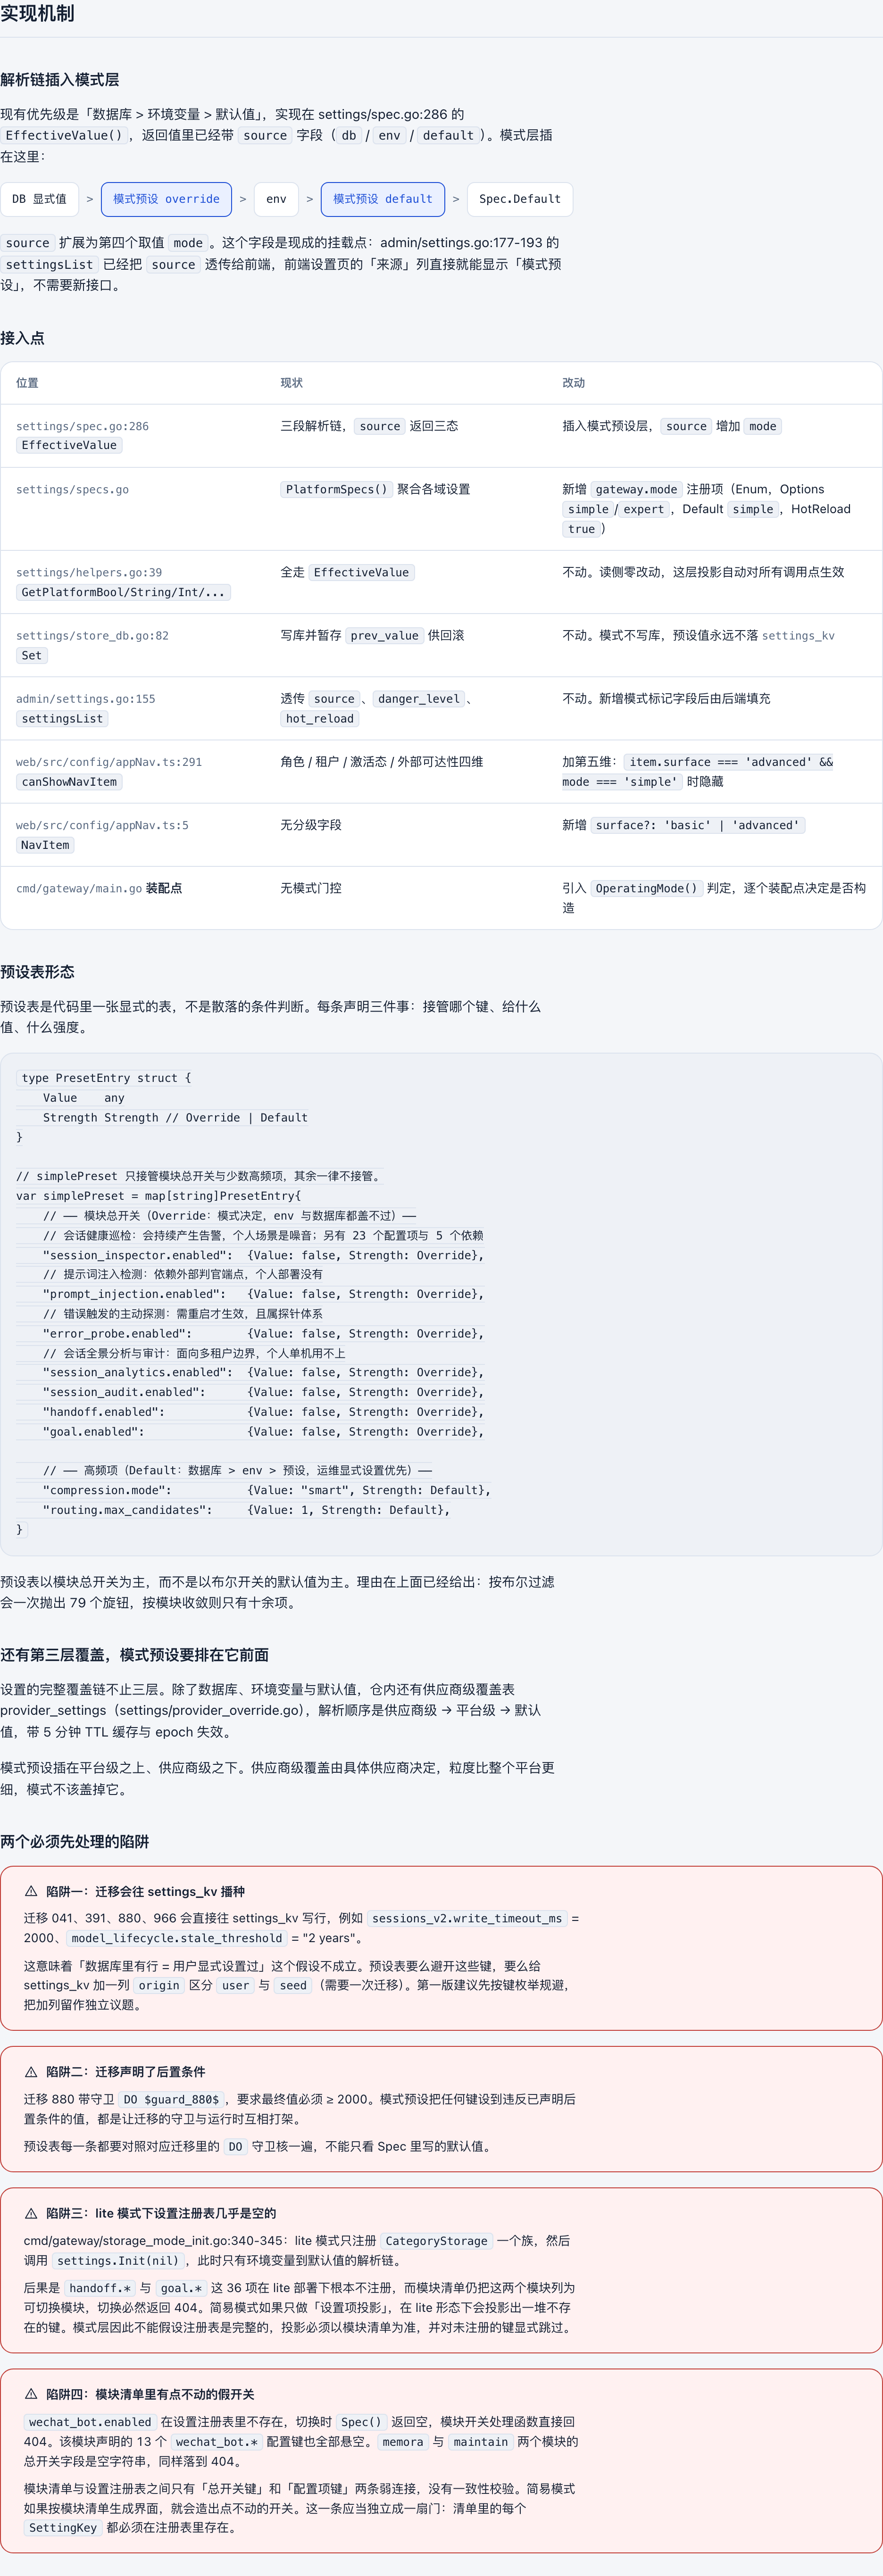 实现机制
解析链插入模式层
现有优先级是「数据库 > 环境变量 > 默认值」，实现在 settings/spec.go:286 的
EffectiveValue()，返回值里已经带 source 字段（db / env / default）。模式层插
在这里：
DB 显式值 > 模式预设 override > env > 模式预设 default > Spec.Default
source 扩展为第四个取值 mode。这个字段是现成的挂载点：admin/settings.go:177-193 的
settingsList 已经把 source 透传给前端，前端设置页的「来源」列直接就能显示「模式预
设」，不需要新接口。
接入点
位置 现状 改动
settings/spec.go:286 三段解析链，source 返回三态 插入模式预设层，source 增加 mode
EffectiveValue
settings/specs.go PlatformSpecs() 聚合各域设置 新增 gateway.mode 注册项（Enum，Options
simple/expert，Default simple，HotReload
true）
settings/helpers.go:39 全走 EffectiveValue 不动。读侧零改动，这层投影自动对所有调用点生效
GetPlatformBool/String/Int/...
settings/store_db.go:82 写库并暂存 prev_value 供回滚 不动。模式不写库，预设值永远不落 settings_kv
Set
admin/settings.go:155 透传 source、danger_level、 不动。新增模式标记字段后由后端填充
settingsList hot_reload
web/src/config/appNav.ts:291 角色 / 租户 / 激活态 / 外部可达性四维 加第五维：item.surface === 'advanced' &&
canShowNavItem mode === 'simple' 时隐藏
web/src/config/appNav.ts:5 无分级字段 新增 surface?: 'basic' | 'advanced'
NavItem
cmd/gateway/main.go 装配点 无模式门控 引入 OperatingMode() 判定，逐个装配点决定是否构
造
预设表形态
预设表是代码里一张显式的表，不是散落的条件判断。每条声明三件事：接管哪个键、给什么
值、什么强度。
type PresetEntry struct {
    Value    any
    Strength Strength // Override | Default
}
// simplePreset 只接管模块总开关与少数高频项，其余一律不接管。
var simplePreset = map[string]PresetEntry{
    // —— 模块总开关（Override：模式决定，env 与数据库都盖不过）——
    // 会话健康巡检：会持续产生告警，个人场景是噪音；另有 23 个配置项与 5 个依赖
    "session_inspector.enabled":  {Value: false, Strength: Override},
    // 提示词注入检测：依赖外部判官端点，个人部署没有
    "prompt_injection.enabled":   {Value: false, Strength: Override},
    // 错误触发的主动探测：需重启才生效，且属探针体系
    "error_probe.enabled":        {Value: false, Strength: Override},
    // 会话全景分析与审计：面向多租户边界，个人单机用不上
    "session_analytics.enabled":  {Value: false, Strength: Override},
    "session_audit.enabled":      {Value: false, Strength: Override},
    "handoff.enabled":            {Value: false, Strength: Override},
    "goal.enabled":               {Value: false, Strength: Override},
    // —— 高频项（Default：数据库 > env > 预设，运维显式设置优先）——
    "compression.mode":           {Value: "smart", Strength: Default},
    "routing.max_candidates":     {Value: 1, Strength: Default},
}
预设表以模块总开关为主，而不是以布尔开关的默认值为主。理由在上面已经给出：按布尔过滤
会一次抛出 79 个旋钮，按模块收敛则只有十余项。
还有第三层覆盖，模式预设要排在它前面
设置的完整覆盖链不止三层。除了数据库、环境变量与默认值，仓内还有供应商级覆盖表
provider_settings（settings/provider_override.go），解析顺序是供应商级 → 平台级 → 默认
值，带 5 分钟 TTL 缓存与 epoch 失效。
模式预设插在平台级之上、供应商级之下。供应商级覆盖由具体供应商决定，粒度比整个平台更
细，模式不该盖掉它。
两个必须先处理的陷阱
⚠ 陷阱一：迁移会往 settings_kv 播种
迁移 041、391、880、966 会直接往 settings_kv 写行，例如 sessions_v2.write_timeout_ms =
2000、model_lifecycle.stale_threshold = "2 years"。
这意味着「数据库里有行 = 用户显式设置过」这个假设不成立。预设表要么避开这些键，要么给
settings_kv 加一列 origin 区分 user 与 seed（需要一次迁移）。第一版建议先按键枚举规避，
把加列留作独立议题。
⚠ 陷阱二：迁移声明了后置条件
迁移 880 带守卫 DO $guard_880$，要求最终值必须 ≥ 2000。模式预设把任何键设到违反已声明后
置条件的值，都是让迁移的守卫与运行时互相打架。
预设表每一条都要对照对应迁移里的 DO 守卫核一遍，不能只看 Spec 里写的默认值。
⚠ 陷阱三：lite 模式下设置注册表几乎是空的
cmd/gateway/storage_mode_init.go:340-345：lite 模式只注册 CategoryStorage 一个族，然后
调用 settings.Init(nil)，此时只有环境变量到默认值的解析链。
后果是 handoff.* 与 goal.* 这 36 项在 lite 部署下根本不注册，而模块清单仍把这两个模块列为
可切换模块，切换必然返回 404。简易模式如果只做「设置项投影」，在 lite 形态下会投影出一堆不存
在的键。模式层因此不能假设注册表是完整的，投影必须以模块清单为准，并对未注册的键显式跳过。
⚠ 陷阱四：模块清单里有点不动的假开关
wechat_bot.enabled 在设置注册表里不存在，切换时 Spec() 返回空，模块开关处理函数直接回
404。该模块声明的 13 个 wechat_bot.* 配置键也全部悬空。memora 与 maintain 两个模块的
总开关字段是空字符串，同样落到 404。
模块清单与设置注册表之间只有「总开关键」和「配置项键」两条弱连接，没有一致性校验。简易模式
如果按模块清单生成界面，就会造出点不动的开关。这一条应当独立成一扇门：清单里的每个
SettingKey 都必须在注册表里存在。